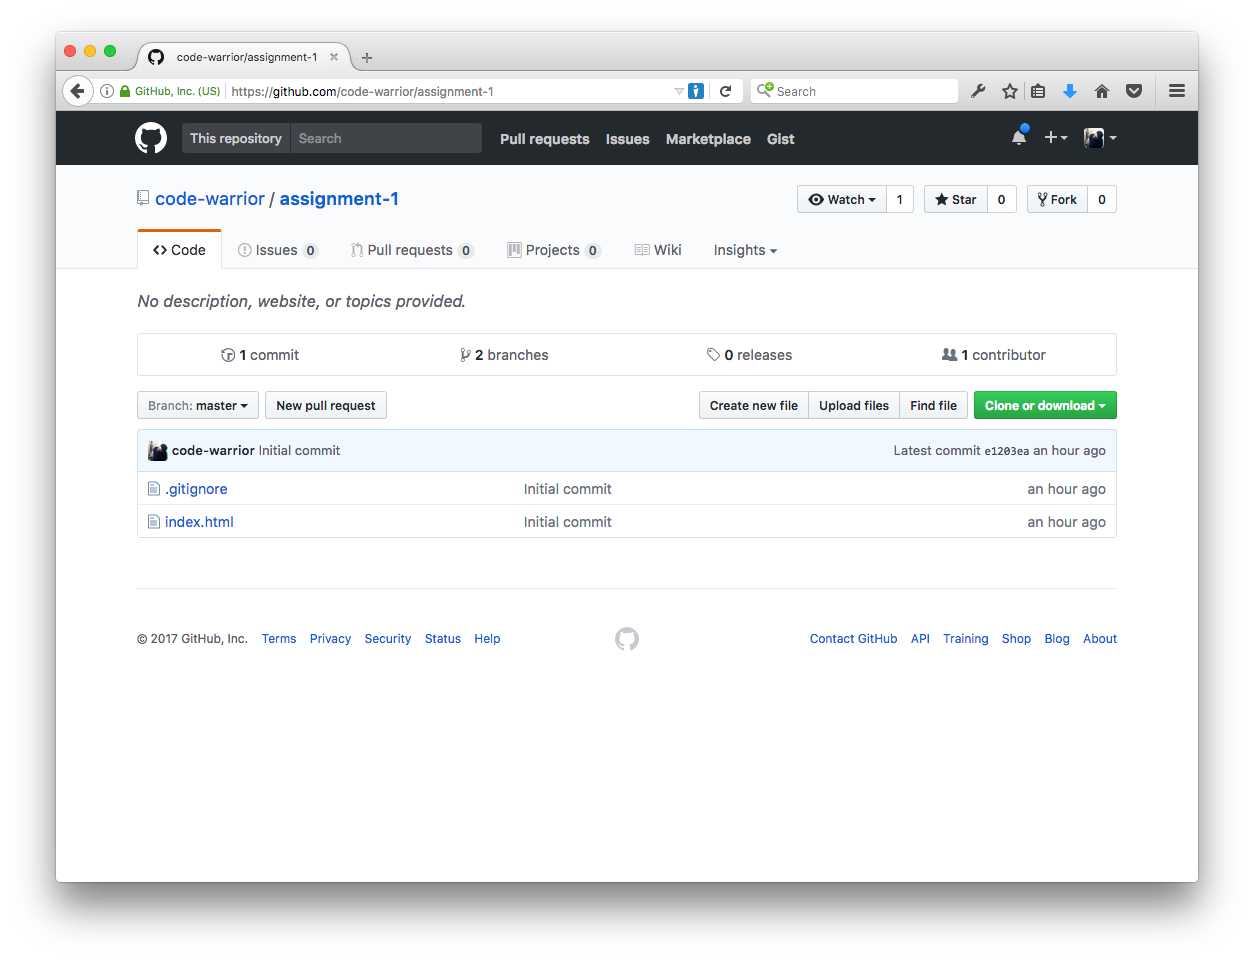 code-warrior/assignment-1
GitHub, Inc. (US) https://github.com/code-warrior/assignment-1 Search
This repository Search Pull requests Issues Marketplace Gist
code-warrior / assignment-1 Watch 1 Star 0 Fork 0
Code Issues 0 Pull requests 0 Projects 0 Wiki Insights
No description, website, or topics provided.
1 commit 2 branches 0 releases 1 contributor
Branch: master New pull request Create new file Upload files Find file Clone or download
code-warrior Initial commit Latest commit e1203ea an hour ago
.gitignore Initial commit an hour ago
index.html Initial commit an hour ago
© 2017 GitHub, Inc. Terms Privacy Security Status Help Contact GitHub API Training Shop Blog About